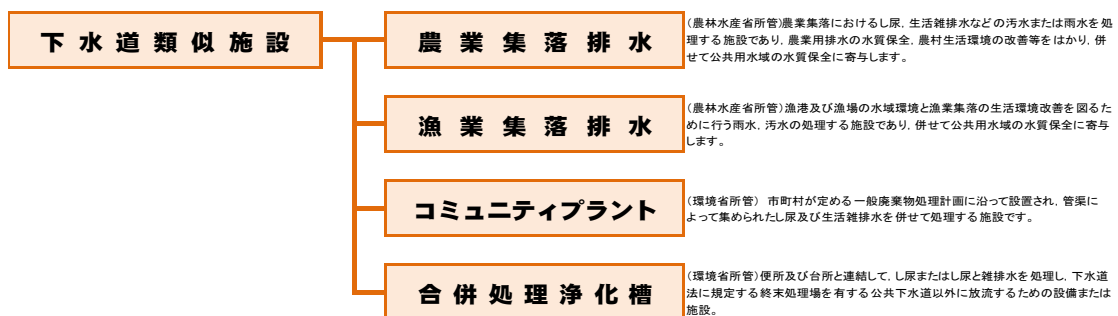 下水道類似施設
農業集落排水
（農林水産省所管）農業集落におけるし尿，生活雑排水などの汚水または雨水を処
理する施設であり，農業用排水の水質保全，農村生活環境の改善等をはかり，併
せて公共用水域の水質保全に寄与します。
漁業集落排水
（農林水産省所管）漁港及び漁場の水域環境と漁業集落の生活環境改善を図るた
めに行う雨水，汚水の処理する施設であり，併せて公共用水域の水質保全に寄与
します。
コミュニティプラント
（環境省所管）　市町村が定める一般廃棄物処理計画に沿って設置され，管渠に
よって集められたし尿及び生活雑排水を併せて処理する施設です。
合併処理浄化槽
（環境省所管）便所及び台所と連結して，し尿またはし尿と雑排水を処理し，下水道
法に規定する終末処理場を有する公共下水道以外に放流するための設備または
施設。